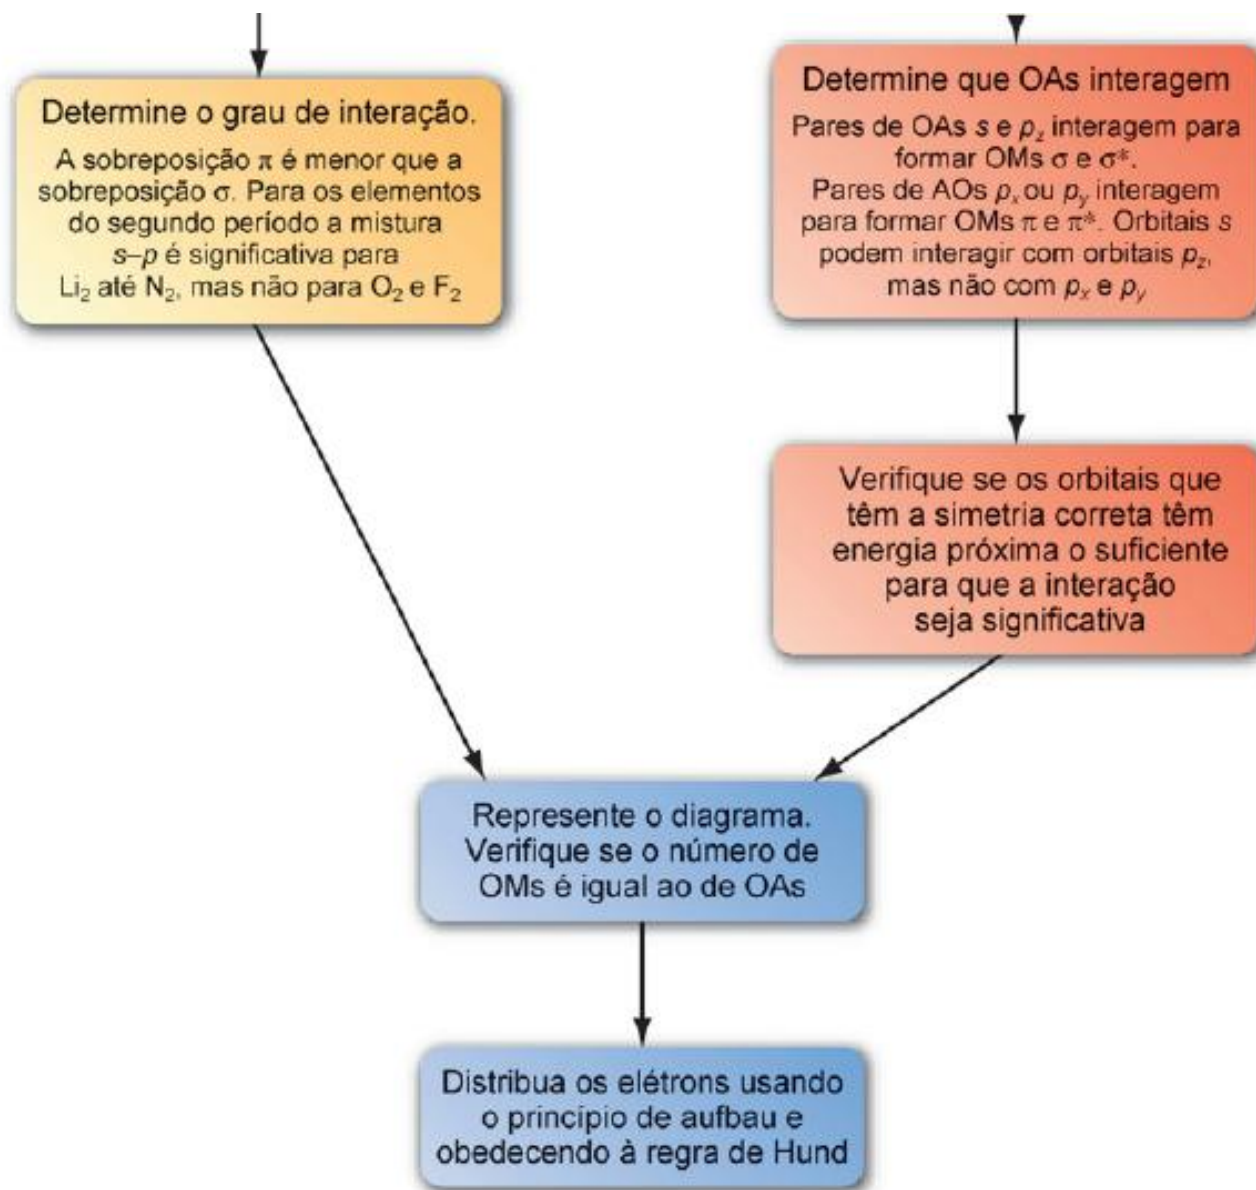 Determine o grau de interação.
A sobreposição π é menor que a
sobreposição σ. Para os elementos
do segundo período a mistura
s–p é significativa para
Li₂ até N₂, mas não para O₂ e F₂
Determine que OAs interagem
Pares de OAs s e p_z interagem para
formar OMs σ e σ*.
Pares de AOs pₓ ou p_y interagem
para formar OMs π e π*. Orbitais s
podem interagir com orbitais p_z,
mas não com pₓ e p_y
Verifique se os orbitais que
têm a simetria correta têm
energia próxima o suficiente
para que a interação
seja significativa
Represente o diagrama.
Verifique se o número de
OMs é igual ao de OAs
Distribua os elétrons usando
o princípio de aufbau e
obedecendo à regra de Hund